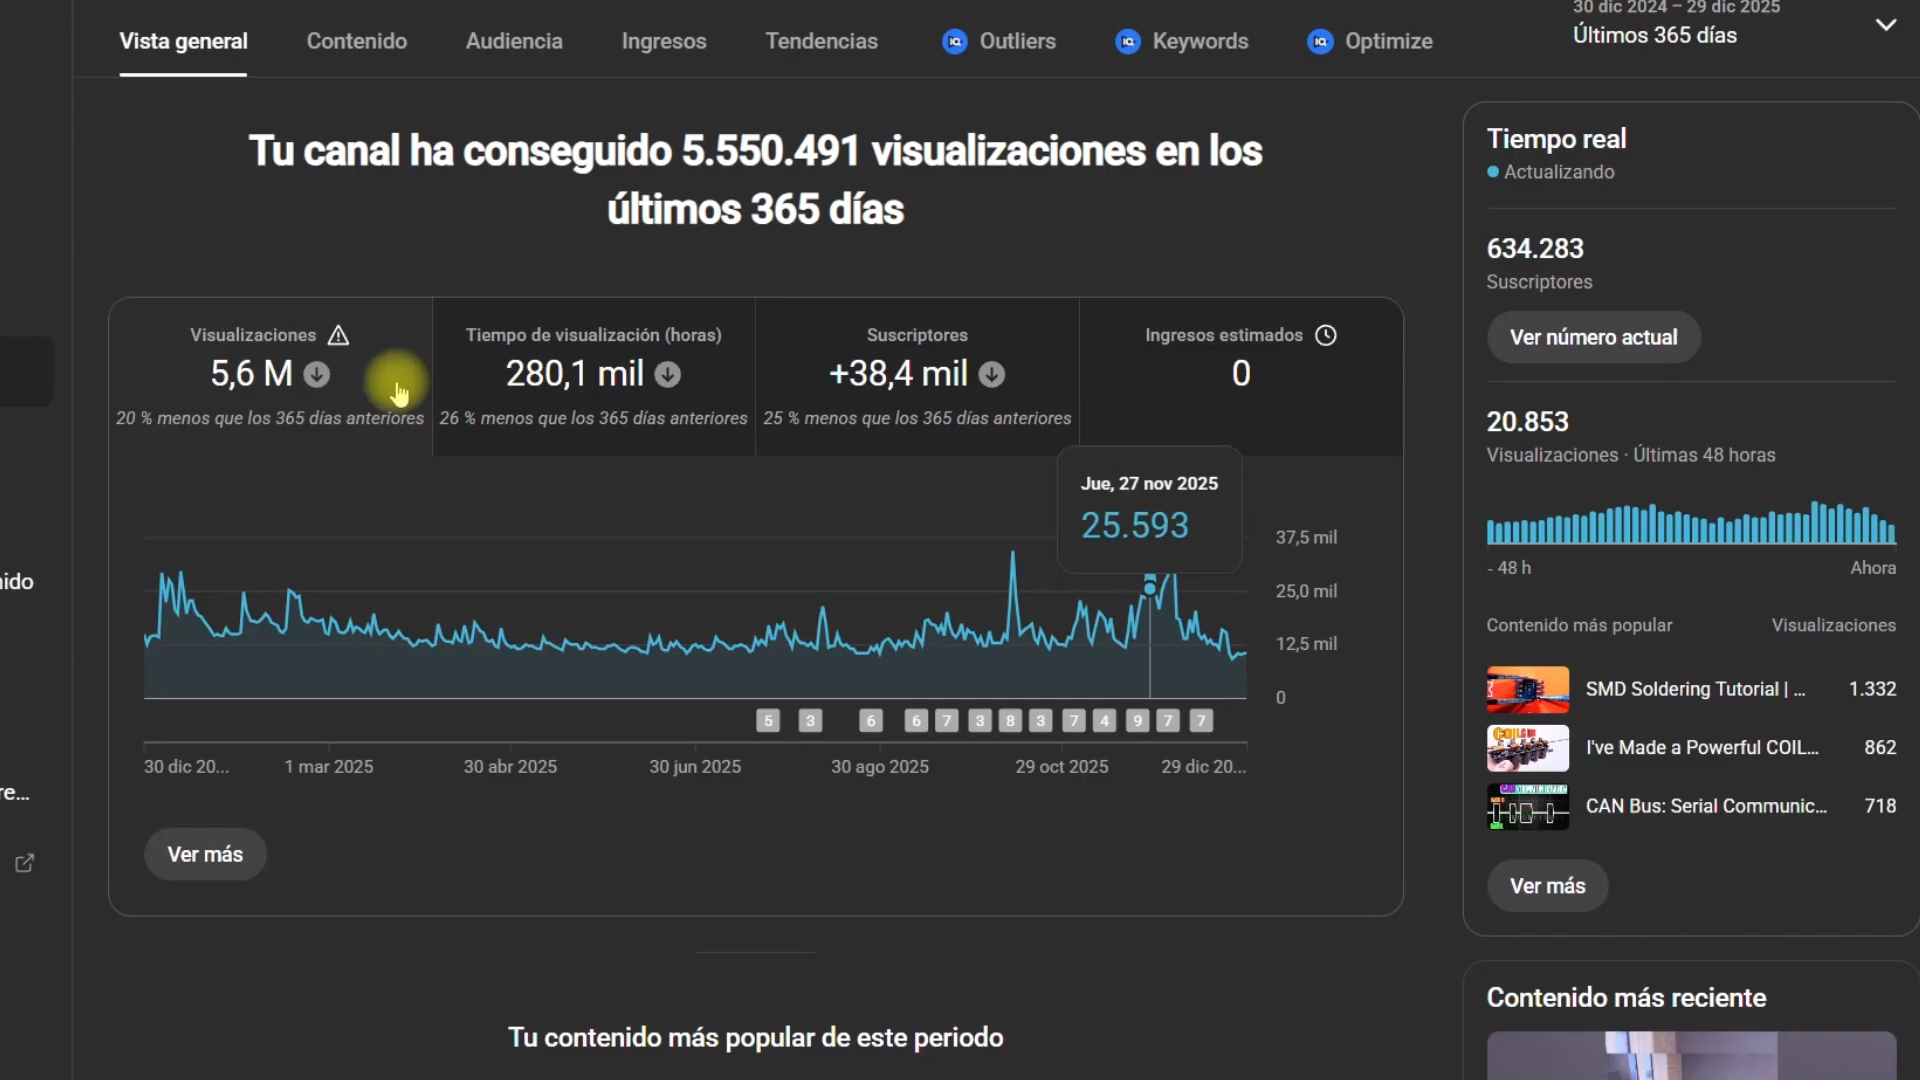 Vista general
Contenido
Audiencia
Ingresos
Tendencias
Outliers
Keywords
Optimize
30 dic 2024 – 29 dic 2025
Últimos 365 días
Tu canal ha conseguido 5.550.491 visualizaciones en los
últimos 365 días
Visualizaciones
5,6 M
20 % menos que los 365 días anteriores
Tiempo de visualización (horas)
280,1 mil
26 % menos que los 365 días anteriores
Suscriptores
+38,4 mil
25 % menos que los 365 días anteriores
Ingresos estimados
0
Jue, 27 nov 2025
25.593
37,5 mil
25,0 mil
12,5 mil
0
5 3 6 6 7 3 8 3 7 4 9 7 7
30 dic 20...
1 mar 2025
30 abr 2025
30 jun 2025
30 ago 2025
29 oct 2025
29 dic 20...
Ver más
Tu contenido más popular de este periodo
Tiempo real
Actualizando
634.283
Suscriptores
Ver número actual
20.853
Visualizaciones · Últimas 48 horas
- 48 h
Ahora
Contenido más popular
Visualizaciones
SMD Soldering Tutorial | ...
1.332
I've Made a Powerful COIL...
862
CAN Bus: Serial Communic...
718
Ver más
Contenido más reciente
nido
re...